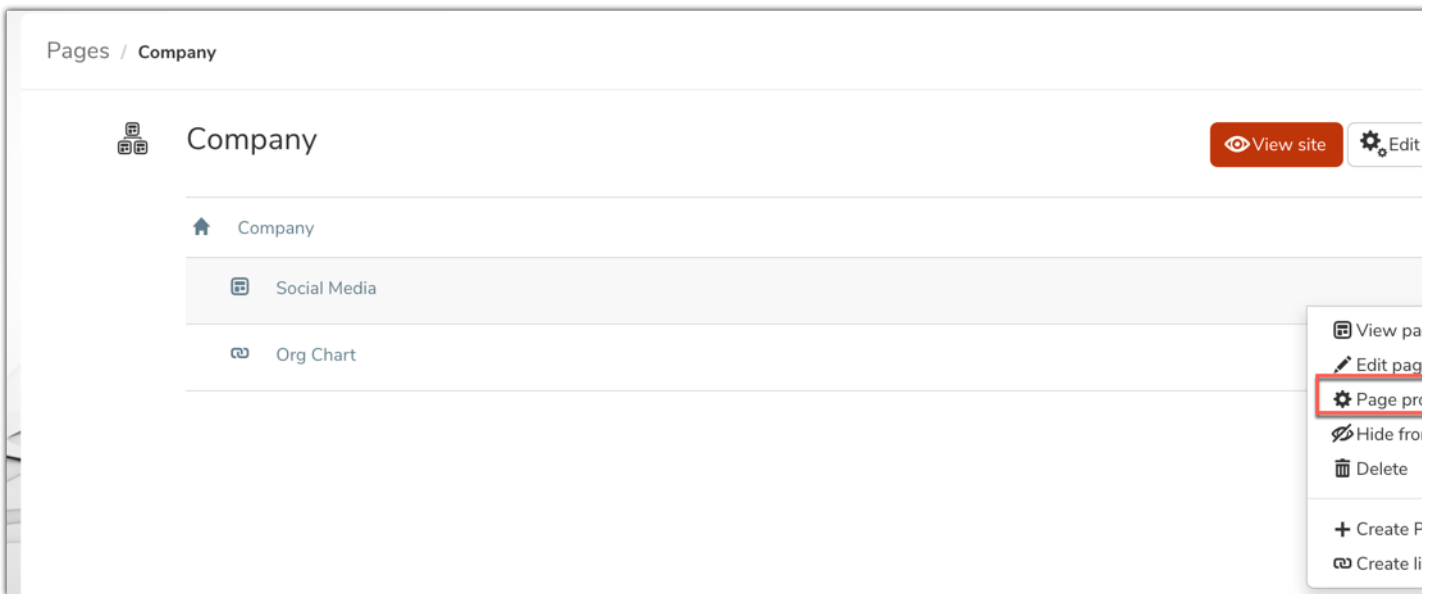 Pages / Company
Company
View site
Edit
Company
Social Media
Org Chart
View pa
Edit pag
Page pro
Hide fro
Delete
Create P
Create li